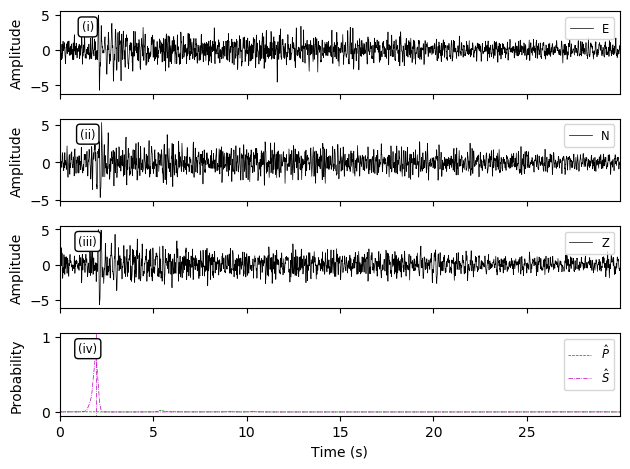 Amplitude
5
0
−5
(i)
E
Amplitude
5
0
−5
(ii)
N
Amplitude
5
0
−5
(iii)
Z
Probability
1
0
(iv)
P̂
Ŝ
0 5 10 15 20 25
Time (s)